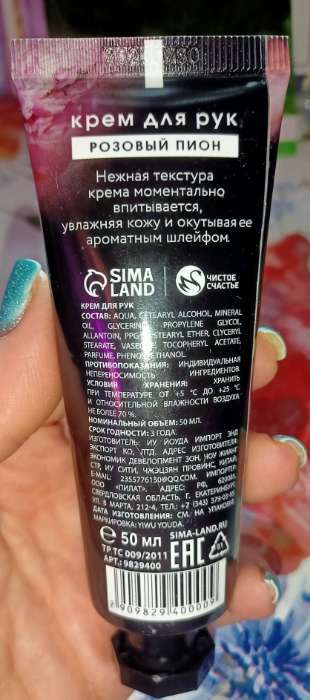 крем для рук
РОЗОВЫЙ ПИОН
Нежная текстура
крема моментально
впитывается,
увлажняя кожу и окутывая ее
ароматным шлейфом.
SIMA LAND
ЧИСТОЕ СЧАСТЬЕ
КРЕМ ДЛЯ РУК
СОСТАВ: AQUA, CETEARYL ALCOHOL, MINERAL
OIL, GLYCERIN, PROPYLENE GLYCOL,
ALLANTOIN, PPG STEARYL ETHER, GLYCERYL
STEARATE, VASELINE, TOCOPHERYL ACETATE,
PARFUME, PHENOXYETHANOL.
ПРОТИВОПОКАЗАНИЯ: ИНДИВИДУАЛЬНАЯ
НЕПЕРЕНОСИМОСТЬ ИНГРЕДИЕНТОВ
УСЛОВИЯ ХРАНЕНИЯ: ХРАНИТЬ
ПРИ ТЕМПЕРАТУРЕ ОТ +5 °С ДО +25 °С
И ОТНОСИТЕЛЬНОЙ ВЛАЖНОСТИ ВОЗДУХА
НЕ БОЛЕЕ 70 %.
НОМИНАЛЬНЫЙ ОБЪЕМ: 50 МЛ.
СРОК ГОДНОСТИ: 3 ГОДА.
ИЗГОТОВИТЕЛЬ: ИУ ЙОУДА ИМПОРТ ЭНД
ЭКСПОРТ КО., ЛТД. АДРЕС ИЗГОТОВИТЕЛЯ:
ЭКОНОМИК ДЕВЕЛОПМЕНТ ЗОН,
ИУ СИТИ, ЧЖЭЦЗЯН ПРОВИНС, КИТАЙ.
2355776130@QQ.COM. ИМПОРТЕР:
ООО «ПИЛАТ». АДРЕС: РФ,
СВЕРДЛОВСКАЯ ОБЛАСТЬ, Г. ЕКАТЕРИНБУРГ,
УЛ. 8 МАРТА, 212-4, ТЕЛ.: +7 (343)
ДАТА ИЗГОТОВЛЕНИЯ: СМ. НА УПАКОВКЕ.
МАРКИРОВКА: YIWU YOUDA.
SIMA-LAND.RU
℮ 50 МЛ
ТР ТС 009/2011
АРТ.: 9829400
EAC
2 909829 400009